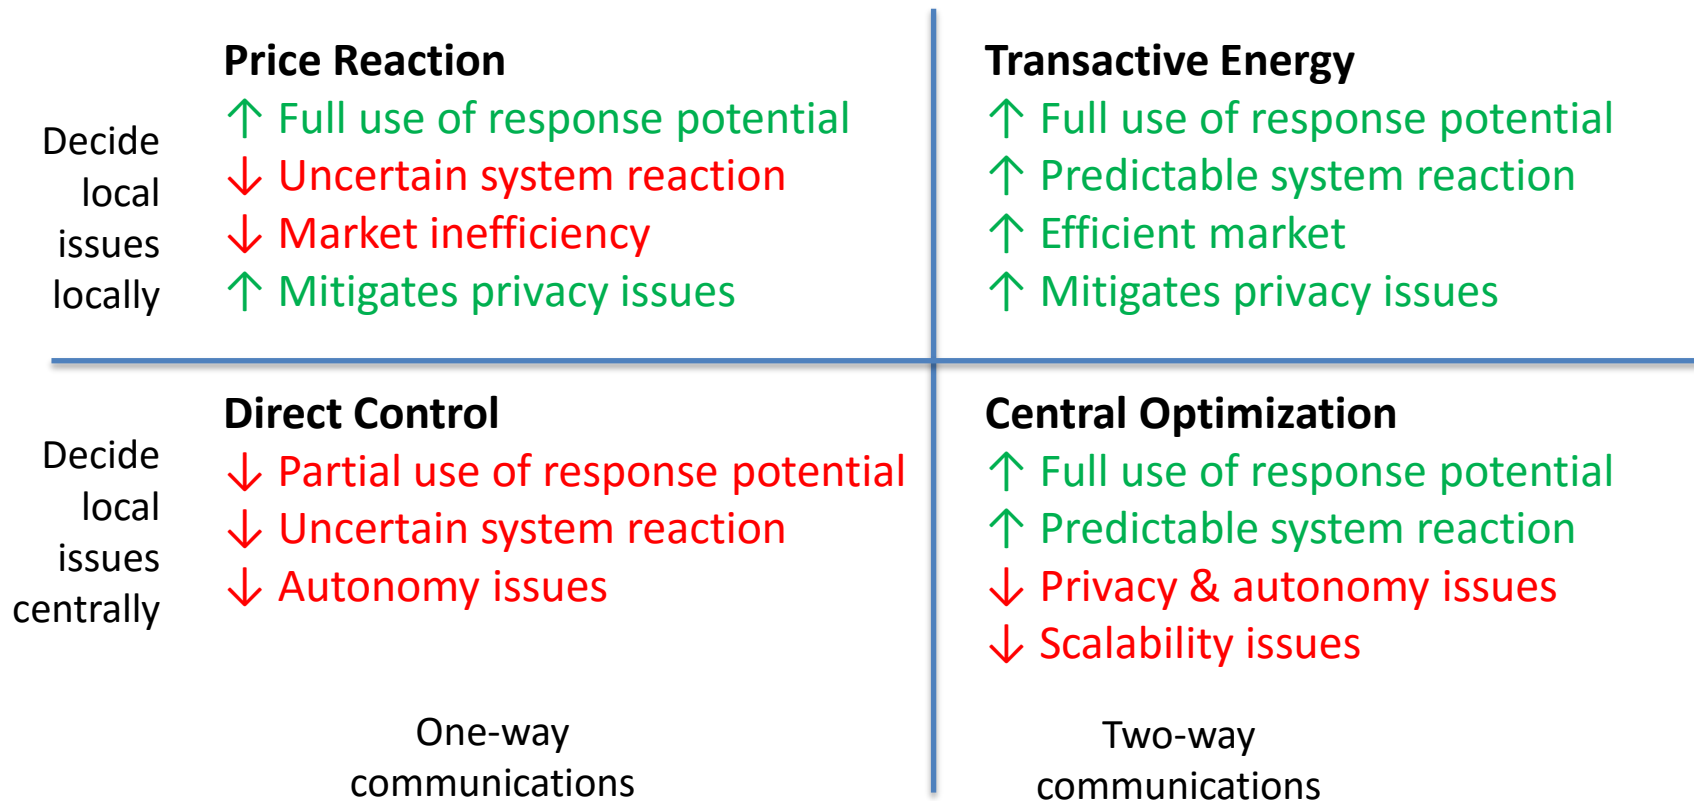 Decide
local
issues
locally
Price Reaction
↑ Full use of response potential
↓ Uncertain system reaction
↓ Market inefficiency
↑ Mitigates privacy issues
Transactive Energy
↑ Full use of response potential
↑ Predictable system reaction
↑ Efficient market
↑ Mitigates privacy issues
Decide
local
issues
centrally
Direct Control
↓ Partial use of response potential
↓ Uncertain system reaction
↓ Autonomy issues
Central Optimization
↑ Full use of response potential
↑ Predictable system reaction
↓ Privacy & autonomy issues
↓ Scalability issues
One-way
communications
Two-way
communications